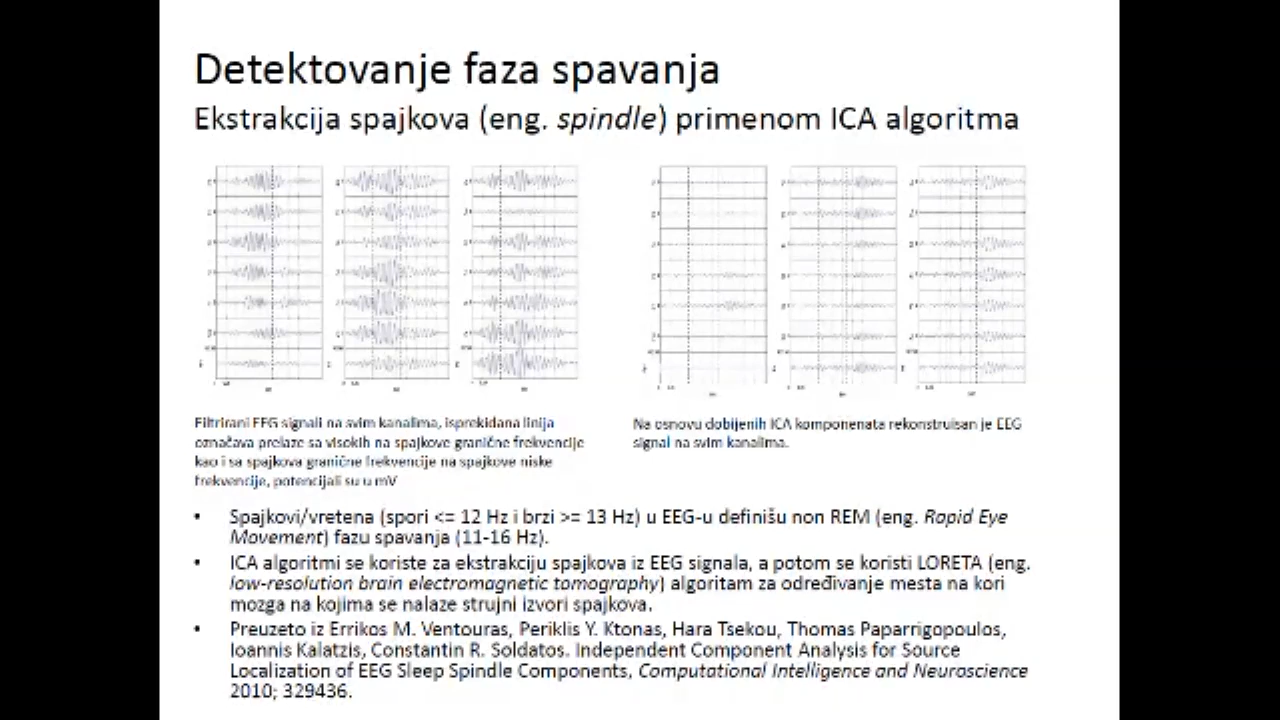 Detektovanje faza spavanja
Ekstrakcija spajkova (eng. spindle) primenom ICA algoritma
Filtrirani EEG signali na svim kanalima, isprekidana linija
označava prelaze sa visokih na spajkove granične frekvencije
kao i sa spajkova granične frekvencije na spajkove niske
frekvencije, potencijali su u mV
Na osnovu dobijenih ICA komponenata rekonstruisan je EEG
signal na svim kanalima.
• Spajkovi/vretena (spori <= 12 Hz i brzi >= 13 Hz) u EEG-u definišu non REM (eng. Rapid Eye
Movement) fazu spavanja (11-16 Hz).
• ICA algoritmi se koriste za ekstrakciju spajkova iz EEG signala, a potom se koristi LORETA (eng.
low-resolution brain electromagnetic tomography) algoritam za određivanje mesta na kori
mozga na kojima se nalaze strujni izvori spajkova.
• Preuzeto iz Errikos M. Ventouras, Periklis Y. Ktonas, Hara Tsekou, Thomas Paparrigopoulos,
Ioannis Kalatzis, Constantin R. Soldatos. Independent Component Analysis for Source
Localization of EEG Sleep Spindle Components, Computational Intelligence and Neuroscience
2010; 329436.